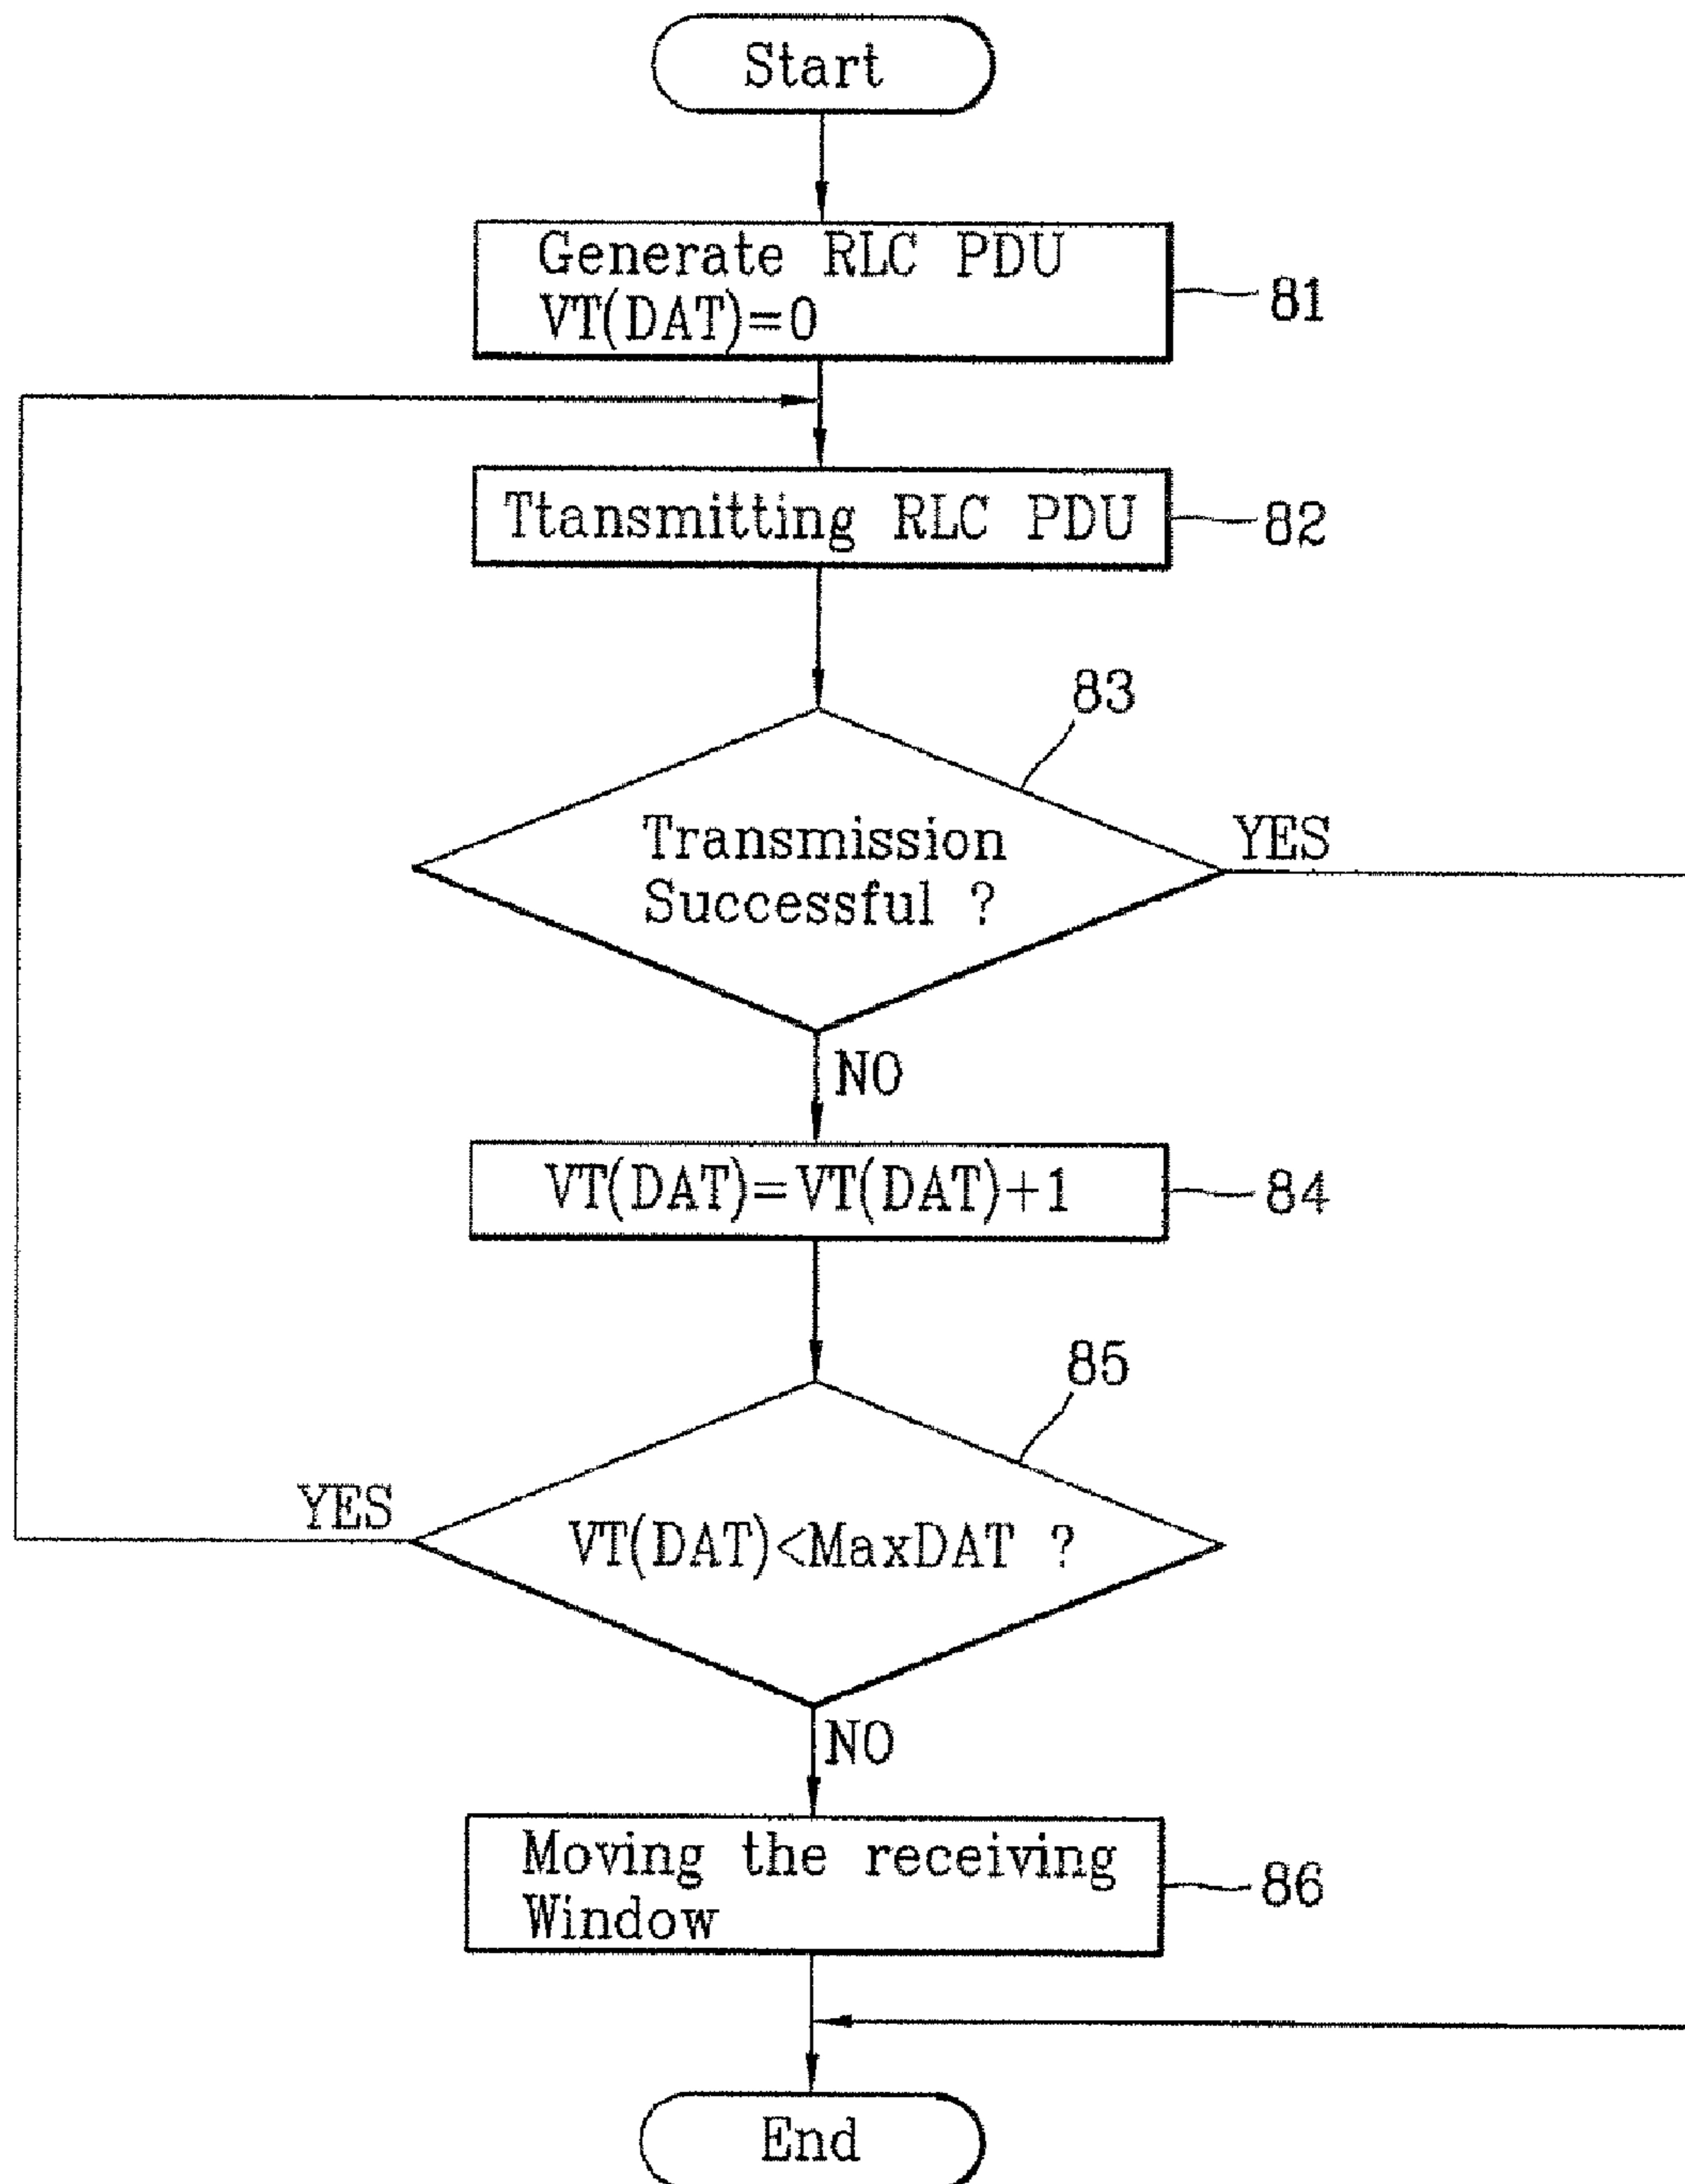 Start
Generate RLC PDU
VT(DAT)=0
81
Ttansmitting RLC PDU
82
83
Transmission
Successful ?
YES
NO
VT(DAT)=VT(DAT)+1
84
85
YES
VT(DAT)<MaxDAT ?
NO
Moving the receiving
Window
86
End